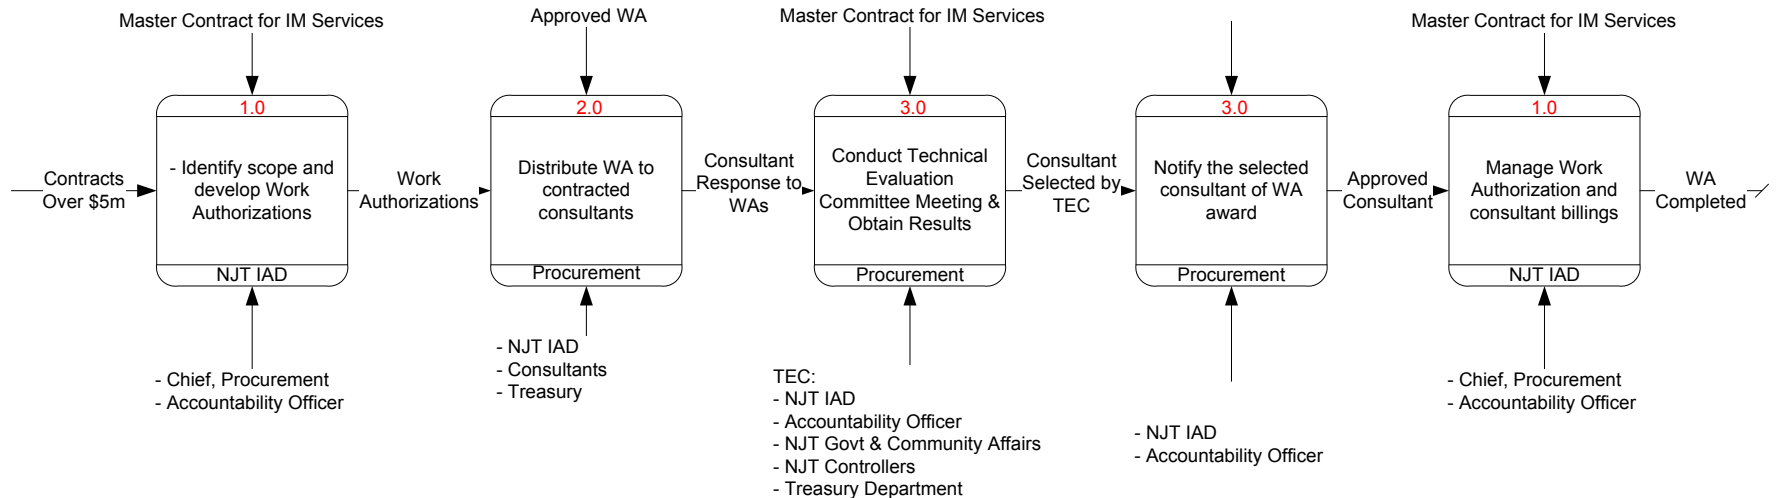 Master Contract for IM Services
Approved WA
Master Contract for IM Services
Master Contract for IM Services
1.0
2.0
3.0
3.0
1.0
Contracts
Over $5m
- Identify scope and
develop Work
Authorizations
NJT IAD
Work
Authorizations
Distribute WA to
contracted
consultants
Procurement
Consultant
Response to
WAs
Conduct Technical
Evaluation
Committee Meeting &
Obtain Results
Procurement
Consultant
Selected by
TEC
Notify the selected
consultant of WA
award
Procurement
Approved
Consultant
Manage Work
Authorization and
consultant billings
NJT IAD
WA
Completed
- Chief, Procurement
- Accountability Officer
- NJT IAD
- Consultants
- Treasury
TEC:
- NJT IAD
- Accountability Officer
- NJT Govt & Community Affairs
- NJT Controllers
- Treasury Department
- NJT IAD
- Accountability Officer
- Chief, Procurement
- Accountability Officer